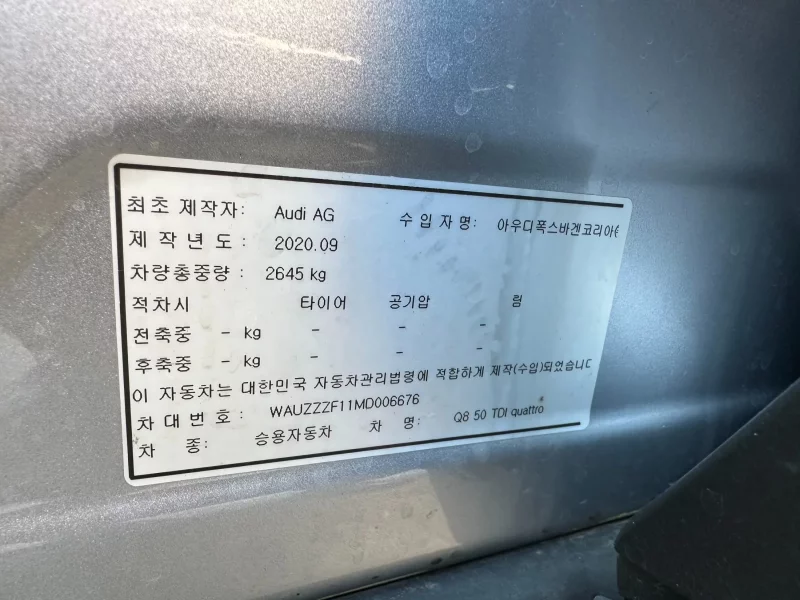 최초 제작자: Audi AG 수 입 자 명: 아우디폭스바겐코리아
제 작 년 도 : 2020.09
차량총중량 : 2645 kg
적차시 타이어 공기압 림
전축중 - kg - - -
후축중 - kg - - -
이 자동차는 대한민국 자동차관리법령에 적합하게 제작(수입)되었습니다
차 대 번 호 : WAUZZZF11MD006676
차 종: 승용자동차 차 명: Q8 50 TDI quattro